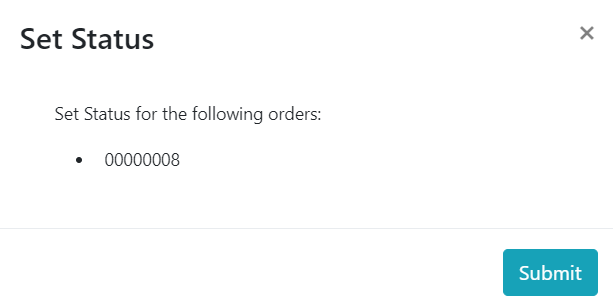 Set Status
×
Set Status for the following orders:
• 00000008
Submit